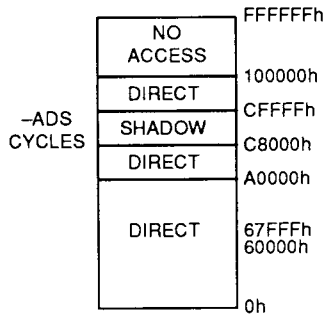 FFFFFFh
NO
ACCESS
100000h
DIRECT
CFFFFh
–ADS
CYCLES
SHADOW
C8000h
DIRECT
A0000h
DIRECT
67FFFh
60000h
0h